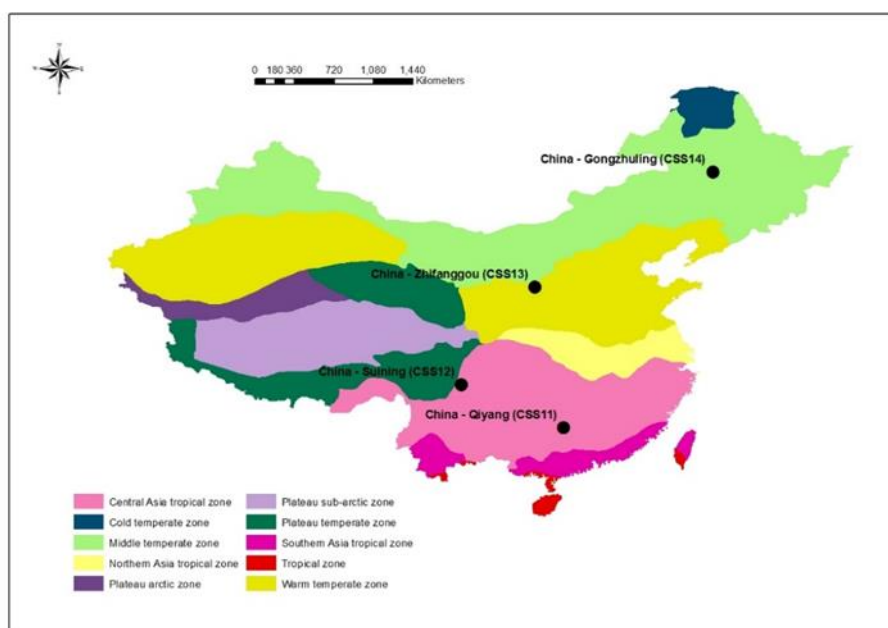 0 180 360 720 1,080 1,440
Kilometers
China - Gongzhuling (CSS14)
China - Zhifanggou (CSS13)
China - Suining (CSS12)
China - Qiyang (CSS11)
Central Asia tropical zone
Cold temperate zone
Middle temperate zone
Northern Asia tropical zone
Plateau arctic zone
Plateau sub-arctic zone
Plateau temperate zone
Southern Asia tropical zone
Tropical zone
Warm temperate zone